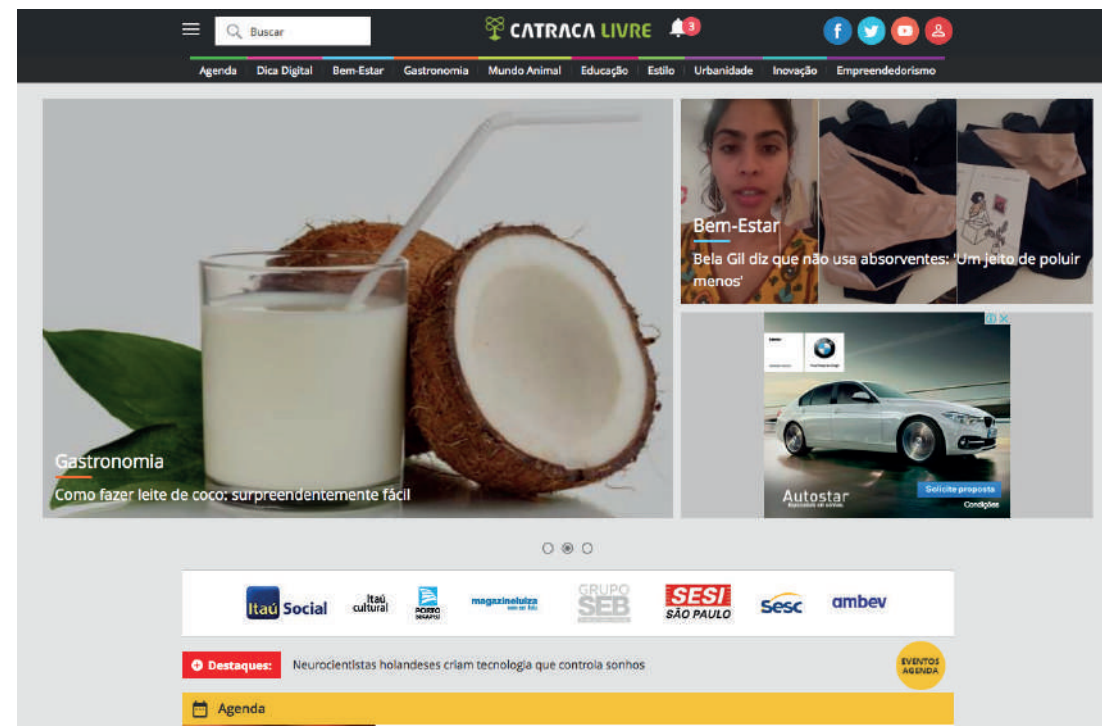 Buscar
CATRACA LIVRE
3
Agenda
Dica Digital
Bem-Estar
Gastronomia
Mundo Animal
Educação
Estilo
Urbanidade
Inovação
Empreendedorismo
Gastronomia
Como fazer leite de coco: surpreendentemente fácil
Bem-Estar
Bela Gil diz que não usa absorventes: 'Um jeito de poluir
menos'
Autostar
Solicite proposta
Condições
Itaú Social
Itaú
cultural
PORTO
SEGURO
magazineluiza
GRUPO
SEB
SESI
SÃO PAULO
Sesc
ambev
Destaques:
Neurocientistas holandeses criam tecnologia que controla sonhos
EVENTOS
AGENDA
Agenda